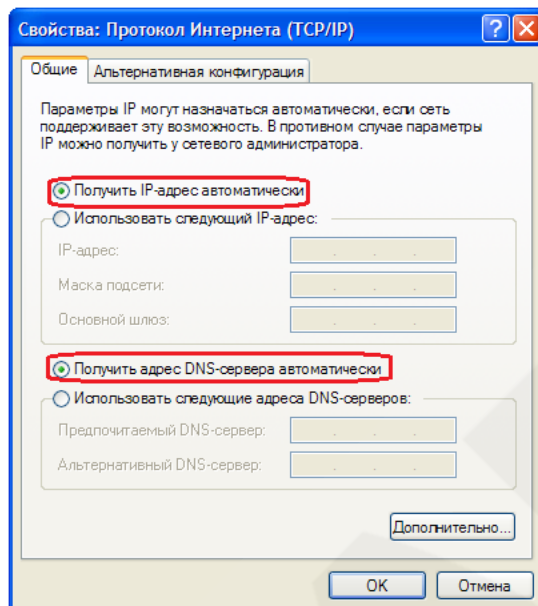 Свойства: Протокол Интернета (TCP/IP)
Общие
Альтернативная конфигурация
Параметры IP могут назначаться автоматически, если сеть
поддерживает эту возможность. В противном случае параметры
IP можно получить у сетевого администратора.
Получить IP-адрес автоматически
Использовать следующий IP-адрес:
IP-адрес:
Маска подсети:
Основной шлюз:
Получить адрес DNS-сервера автоматически
Использовать следующие адреса DNS-серверов:
Предпочитаемый DNS-сервер:
Альтернативный DNS-сервер:
Дополнительно...
OK
Отмена